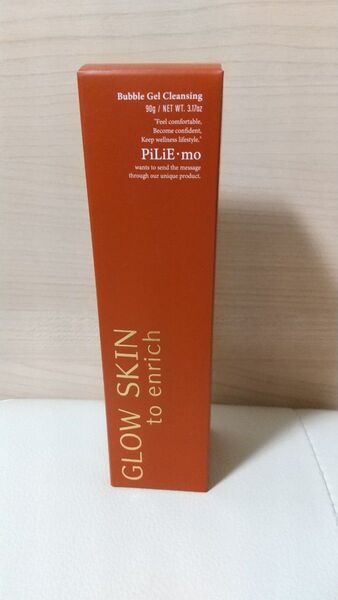 Bubble Gel Cleansing
90g / NET WT. 3.17oz
"Feel comfortable,
Become confident,
Keep wellness lifestyle."
PiLiE·mo
wants to send the message
through our unique product.
GLOW SKIN
to enrich